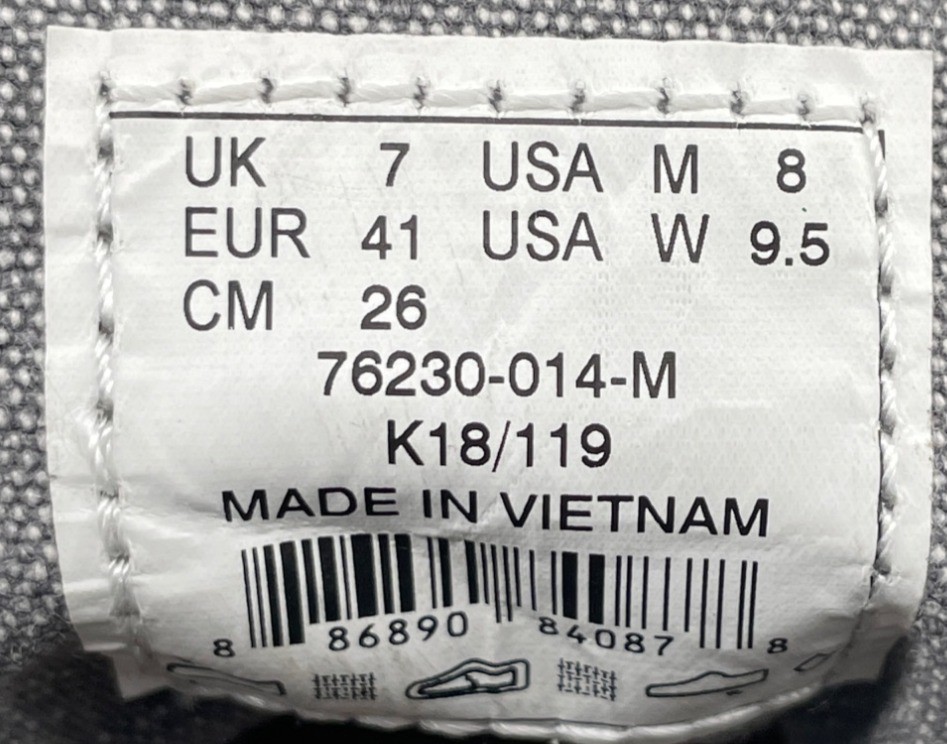 UK 7 USA M 8
EUR 41 USA W 9.5
CM 26
76230-014-M
K18/119
MADE IN VIETNAM
8 86890 84087 8